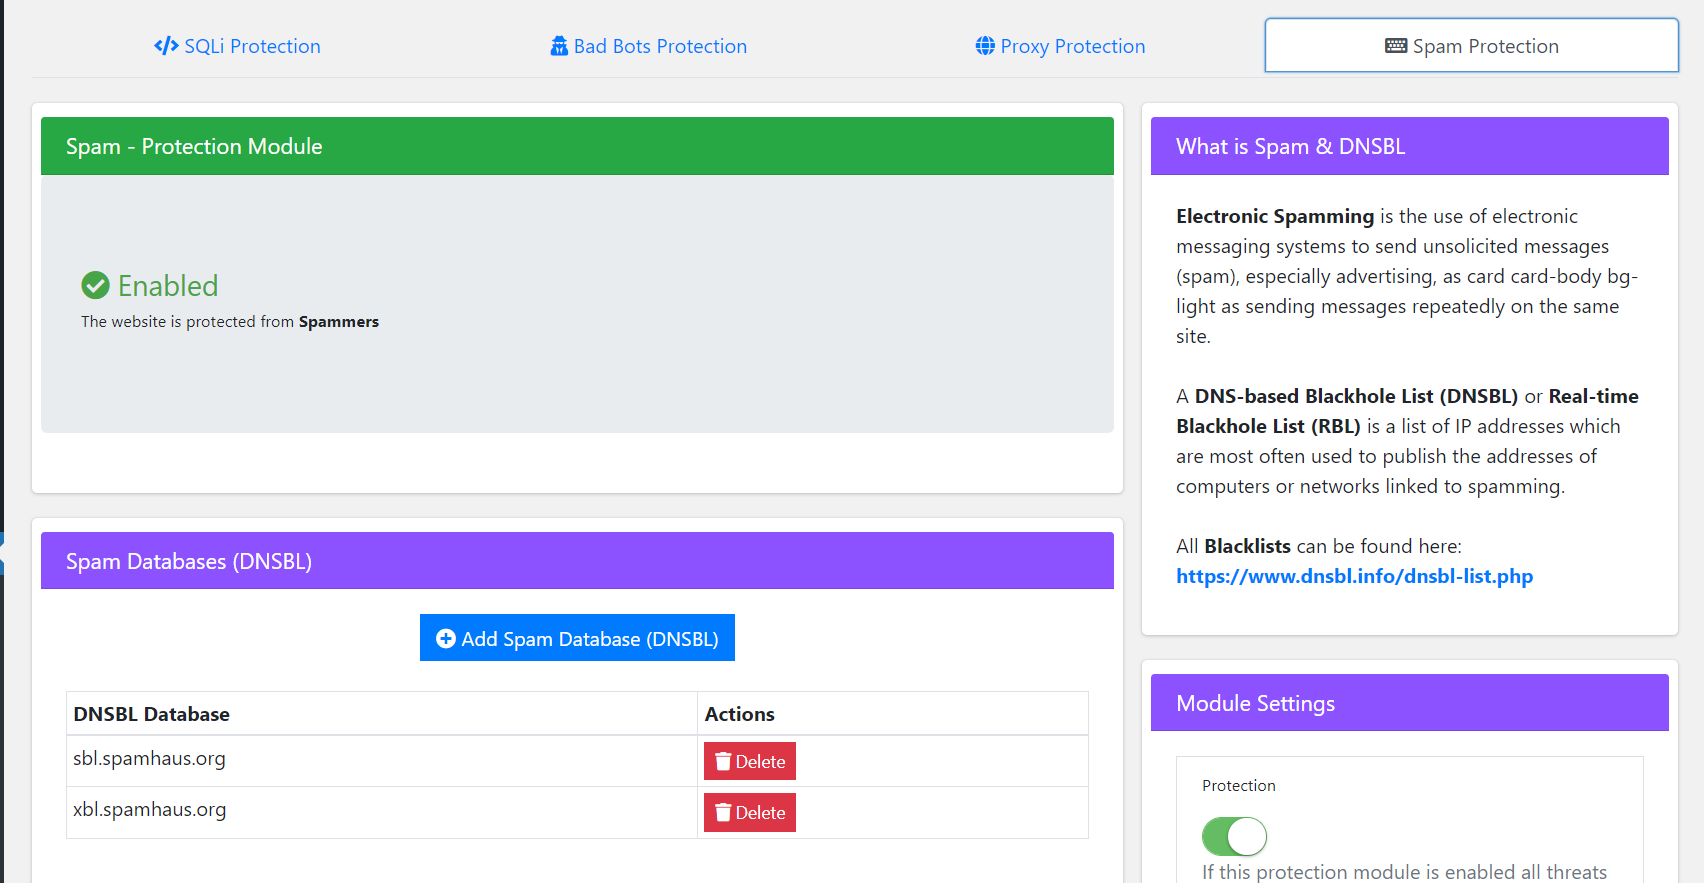 SQLi Protection
Bad Bots Protection
Proxy Protection
Spam Protection
Spam - Protection Module
Enabled
The website is protected from Spammers
Spam Databases (DNSBL)
Add Spam Database (DNSBL)
DNSBL Database
Actions
sbl.spamhaus.org
Delete
xbl.spamhaus.org
Delete
What is Spam & DNSBL
Electronic Spamming is the use of electronic
messaging systems to send unsolicited messages
(spam), especially advertising, as card card-body bg-
light as sending messages repeatedly on the same
site.
A DNS-based Blackhole List (DNSBL) or Real-time
Blackhole List (RBL) is a list of IP addresses which
are most often used to publish the addresses of
computers or networks linked to spamming.
All Blacklists can be found here:
https://www.dnsbl.info/dnsbl-list.php
Module Settings
Protection
If this protection module is enabled all threats